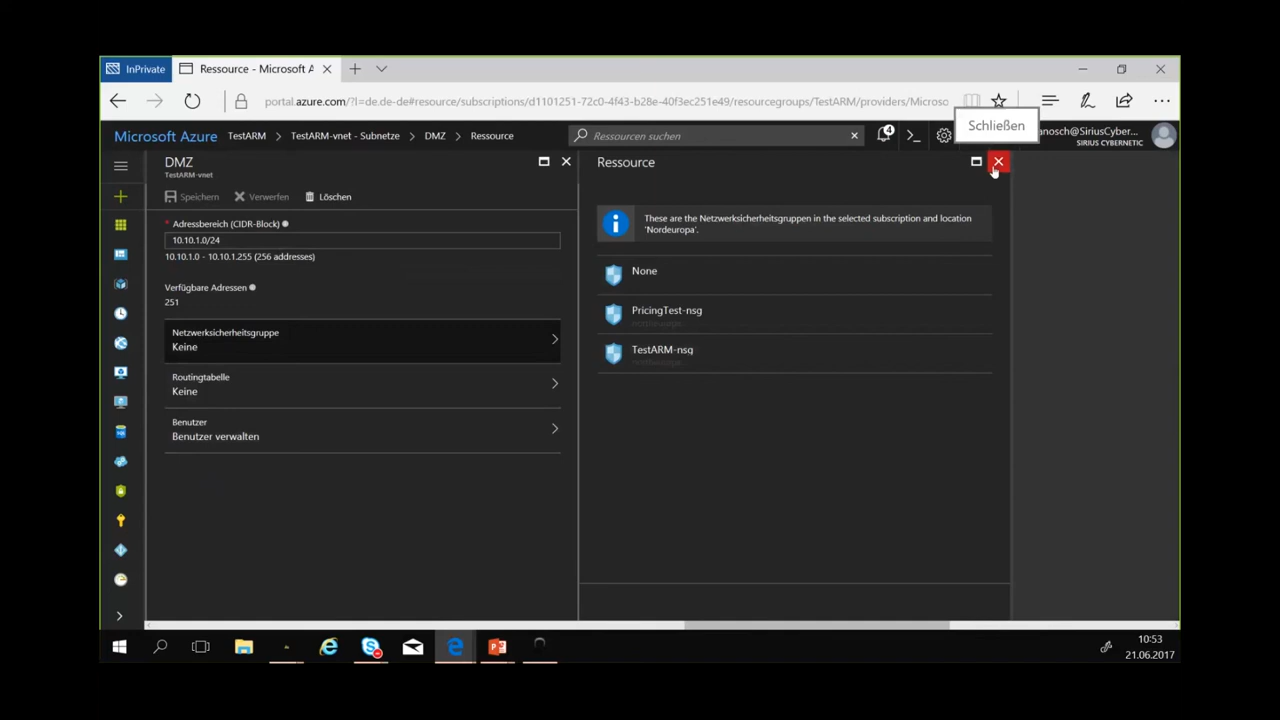 InPrivate
Ressource - Microsoft A
portal.azure.com/?l=de.de-de#resource/subscriptions/d1101251-72c0-4f43-b28e-40f3ec251e49/resourcegroups/TestARM/providers/Microso
Schließen
Microsoft Azure
TestARM
TestARM-vnet - Subnetze
DMZ
Ressource
Ressourcen suchen
4
anosch@SiriusCyber...
SIRIUS CYBERNETIC
DMZ
TestARM-vnet
Speichern
Verwerfen
Löschen
* Adressbereich (CIDR-Block)
10.10.1.0/24
10.10.1.0 - 10.10.1.255 (256 addresses)
Verfügbare Adressen
251
Netzwerksicherheitsgruppe
Keine
Routingtabelle
Keine
Benutzer
Benutzer verwalten
Ressource
These are the Netzwerksicherheitsgruppen in the selected subscription and location
'Nordeuropa'.
None
PricingTest-nsg
TestARM-nsg
10:53
21.06.2017